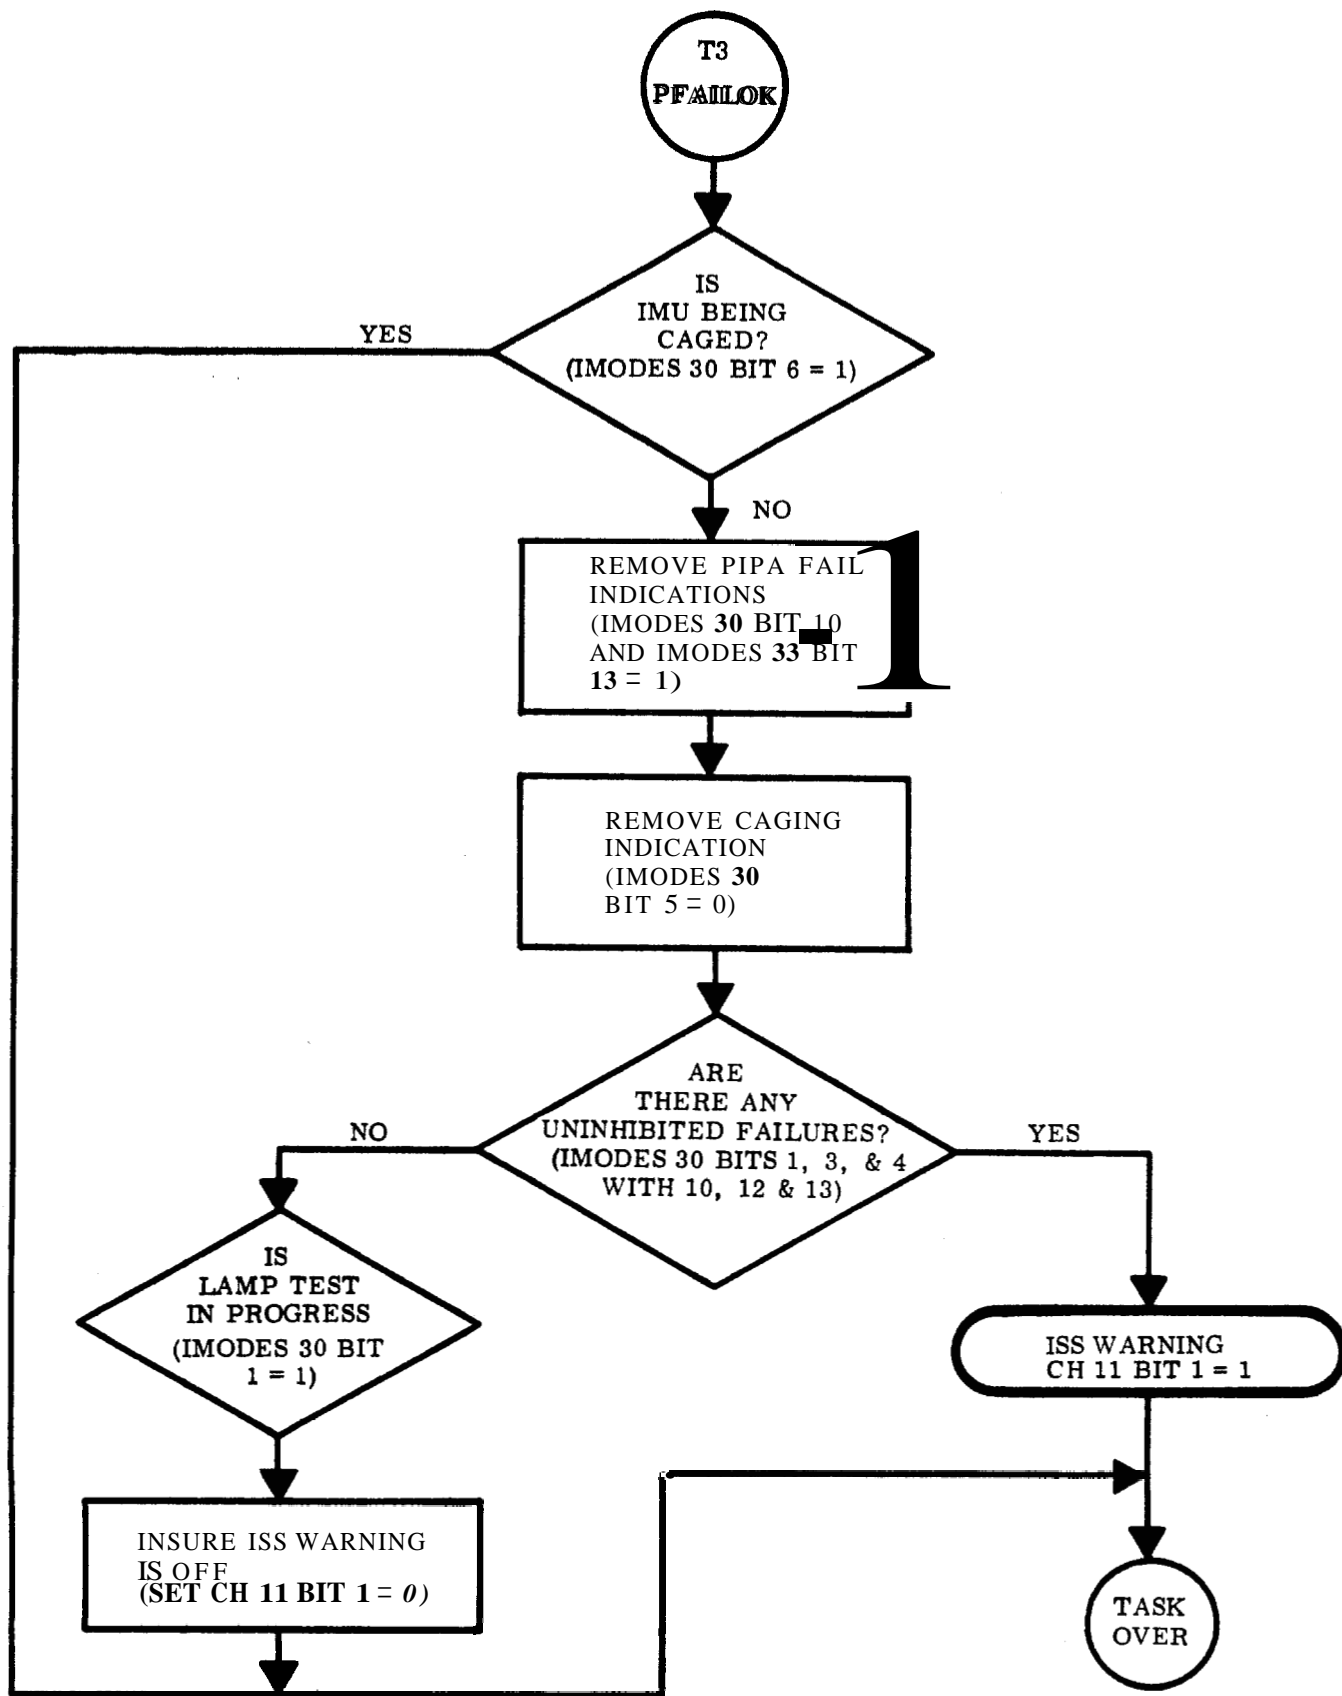 T3
PFAILOK
IS
IMU BEING
CAGED?
(IMODES 30 BIT 6 = 1)
YES
NO
REMOVE PIPA FAIL
INDICATIONS
(IMODES 30 BIT 10
AND IMODES 33 BIT
13 = 1)
1
REMOVE CAGING
INDICATION
(IMODES 30
BIT 5 = 0)
ARE
THERE ANY
UNINHIBITED FAILURES?
(IMODES 30 BITS 1, 3, & 4
WITH 10, 12 & 13)
NO
YES
IS
LAMP TEST
IN PROGRESS
(IMODES 30 BIT
1 = 1)
ISS WARNING
CH 11 BIT 1 = 1
INSURE ISS WARNING
IS OFF
(SET CH 11 BIT 1 = 0)
TASK
OVER